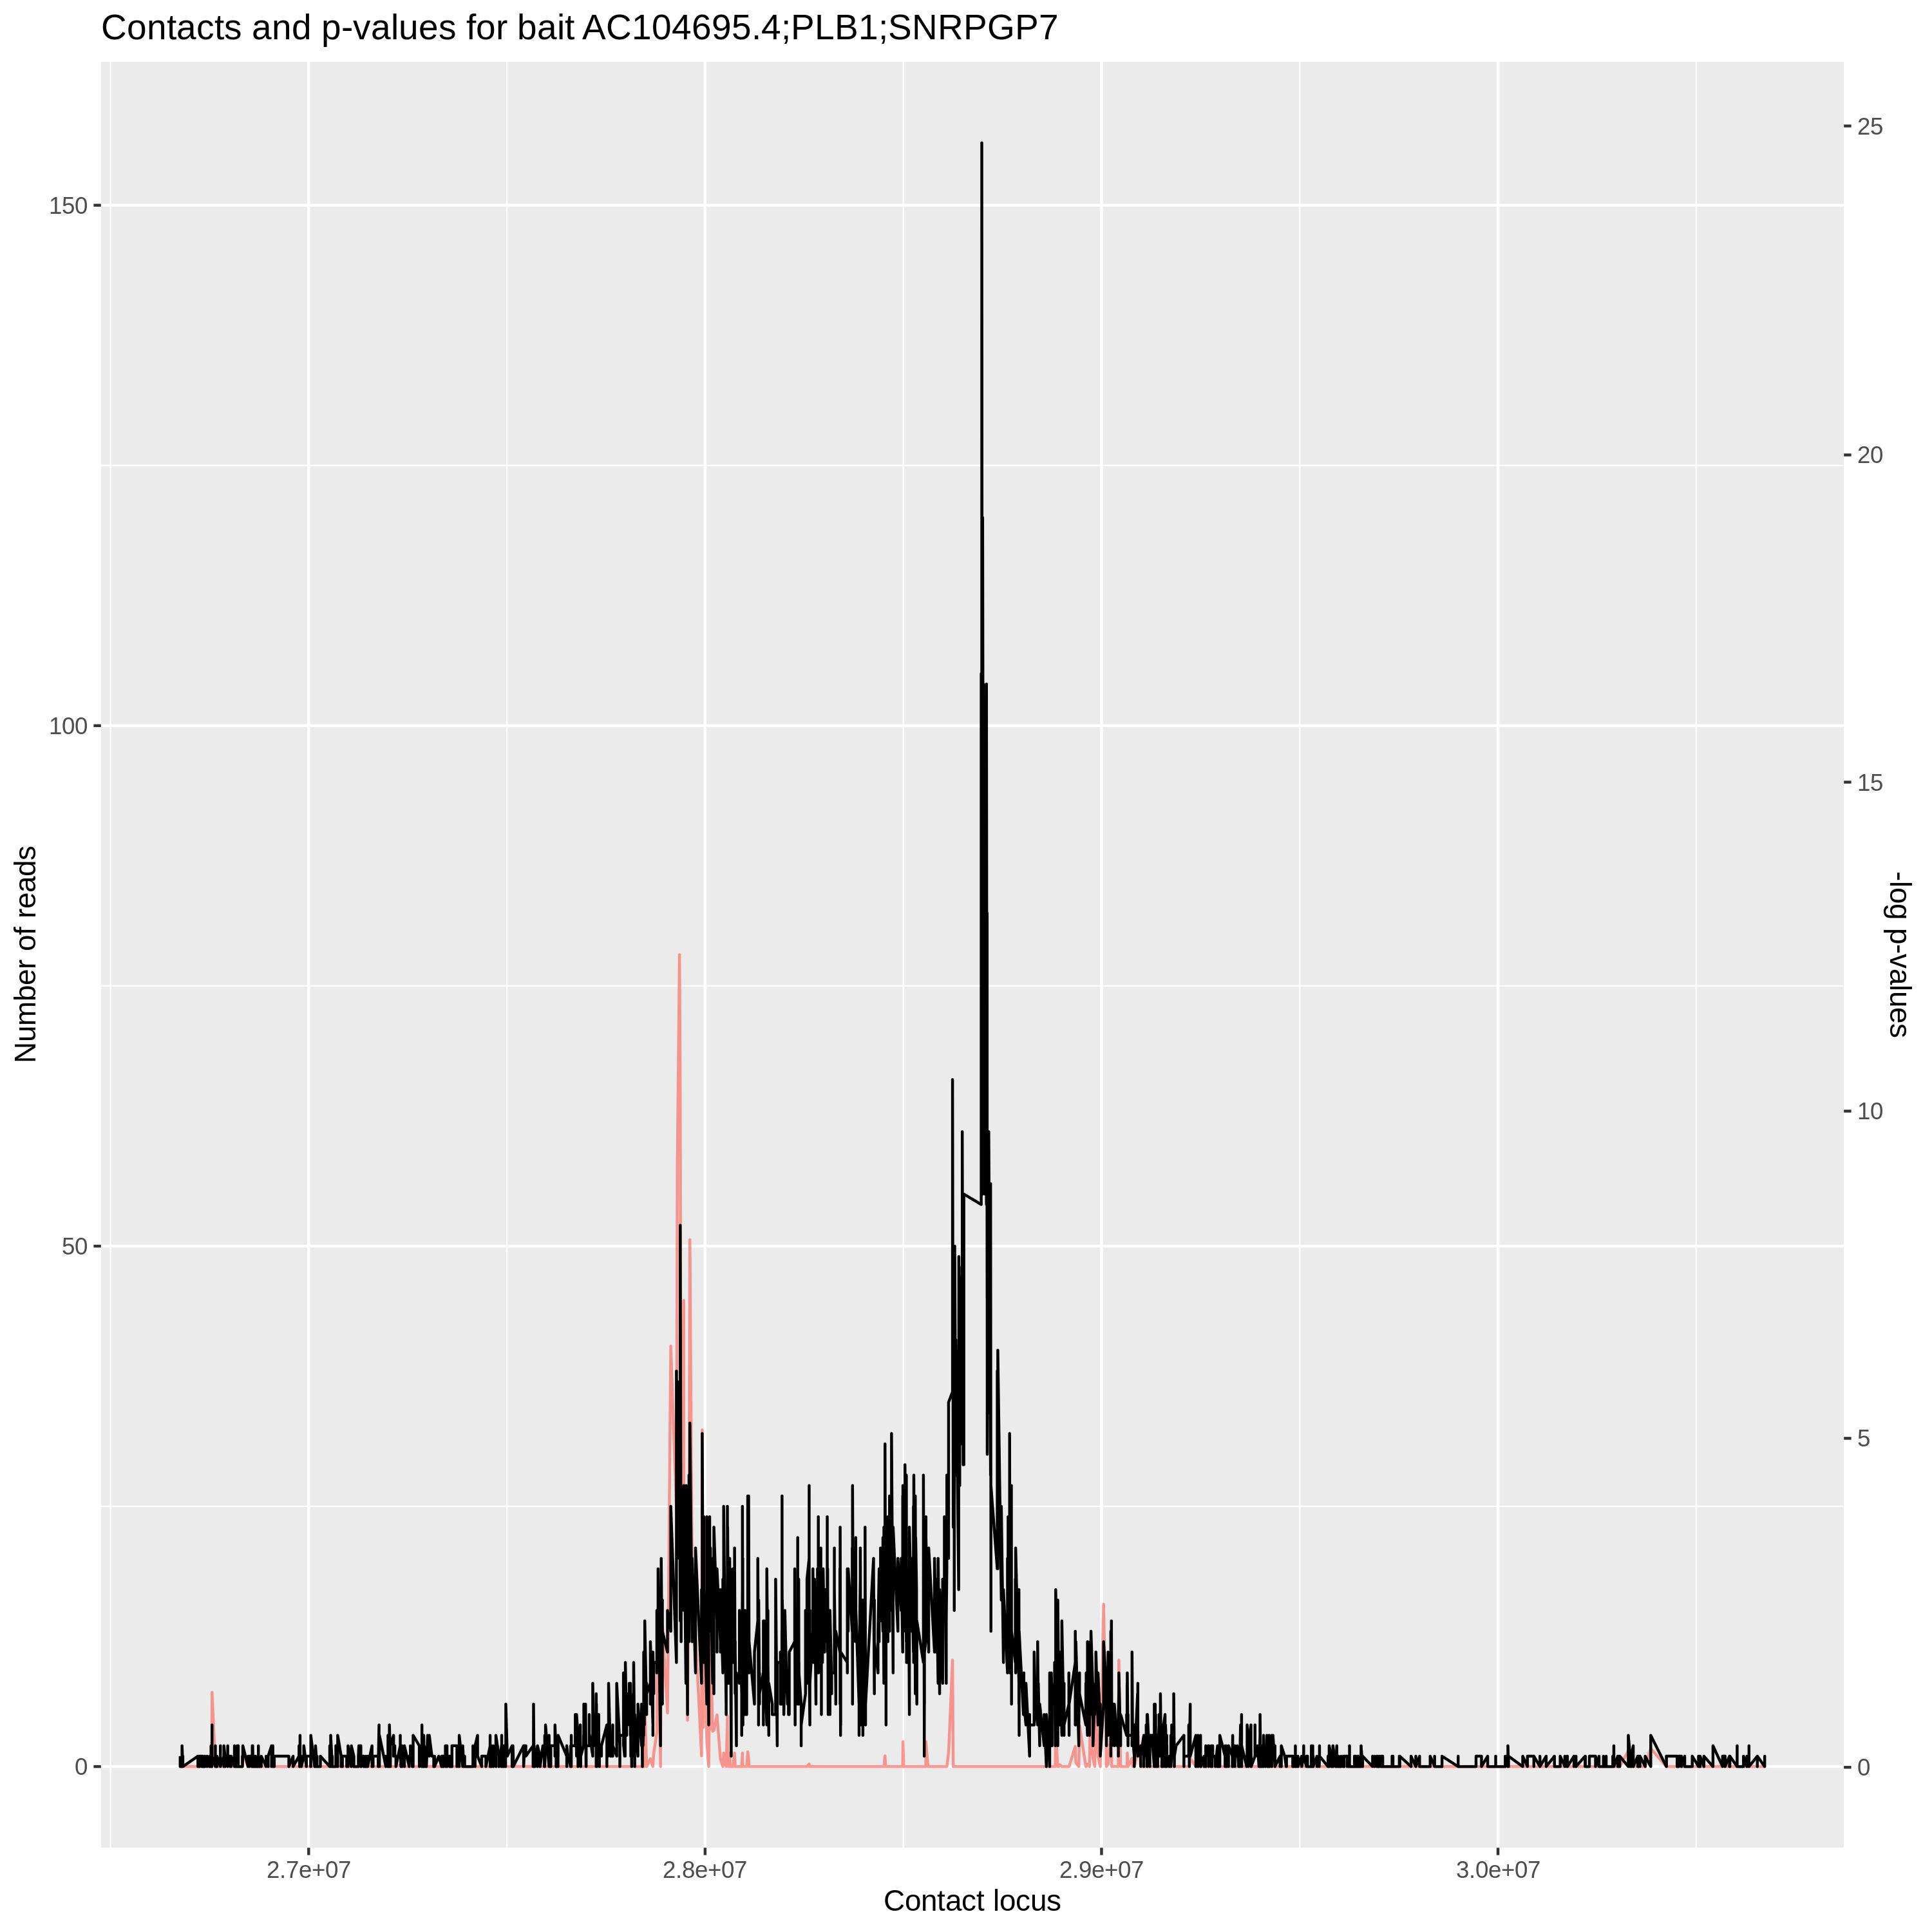 Contacts and p-values for bait AC104695.4;PLB1;SNRPGP7
150
100
50
0
Number of reads
25
20
15
10
5
0
-log p-values
2.7e+07
2.8e+07
2.9e+07
3.0e+07
Contact locus